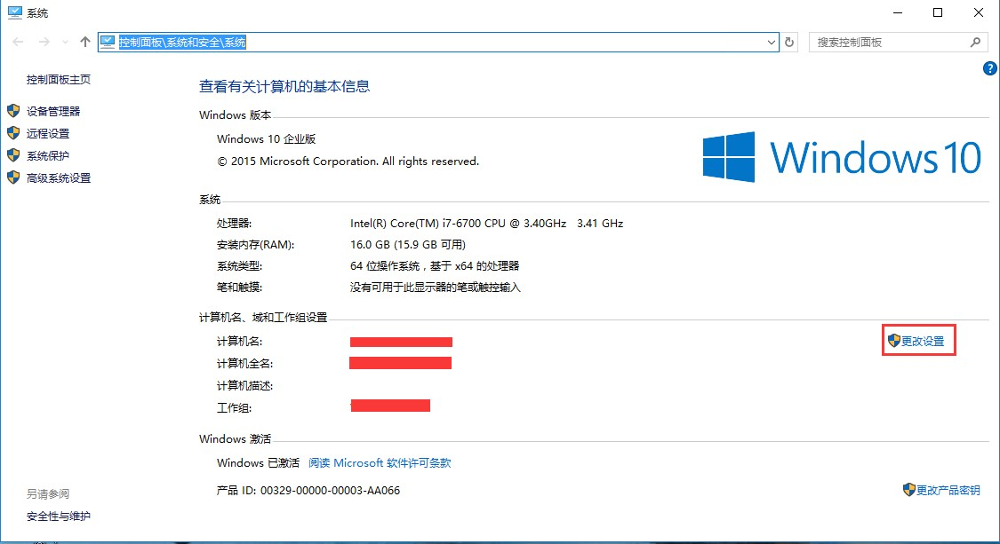 系统
控制面板\系统和安全\系统
搜索控制面板
控制面板主页
设备管理器
远程设置
系统保护
高级系统设置
查看有关计算机的基本信息
Windows 版本
Windows 10 企业版
© 2015 Microsoft Corporation. All rights reserved.
Windows 10
系统
处理器: Intel(R) Core(TM) i7-6700 CPU @ 3.40GHz 3.41 GHz
安装内存(RAM): 16.0 GB (15.9 GB 可用)
系统类型: 64 位操作系统，基于 x64 的处理器
笔和触摸: 没有可用于此显示器的笔或触控输入
计算机名、域和工作组设置
计算机名: 更改设置
计算机全名:
计算机描述:
工作组:
Windows 激活
Windows 已激活 阅读 Microsoft 软件许可条款
产品 ID: 00329-00000-00003-AA066 更改产品密钥
另请参阅
安全性与维护